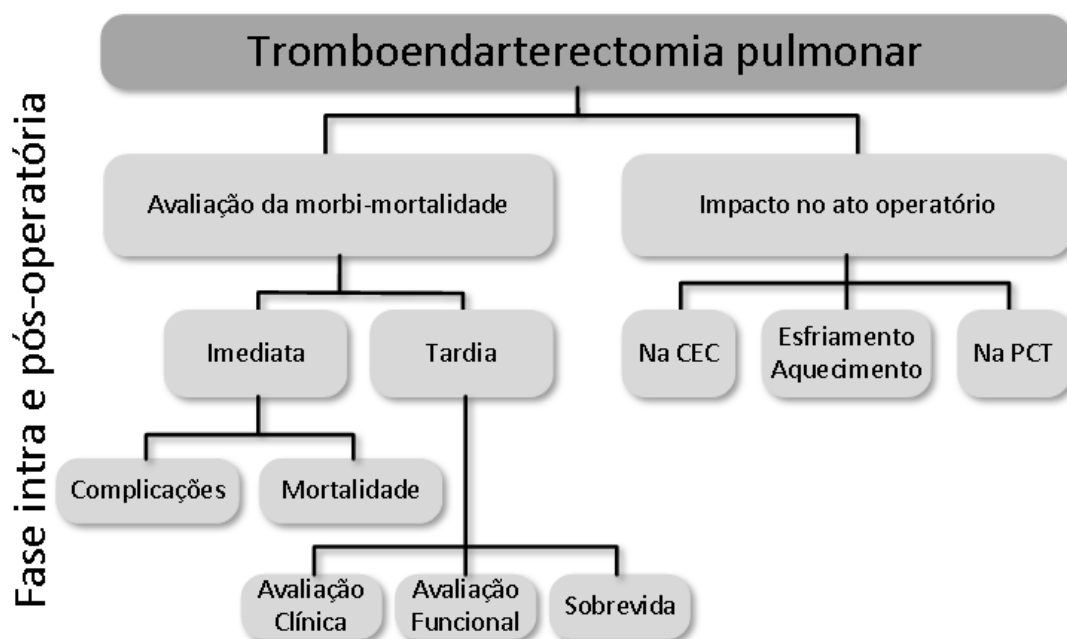 Tromboendarterectomia pulmonar
Fase intra e pós-operatória
Avaliação da morbi-mortalidade
Impacto no ato operatório
Imediata
Tardia
Na CEC
Esfriamento
Aquecimento
Na PCT
Complicações
Mortalidade
Avaliação
Clínica
Avaliação
Funcional
Sobrevida